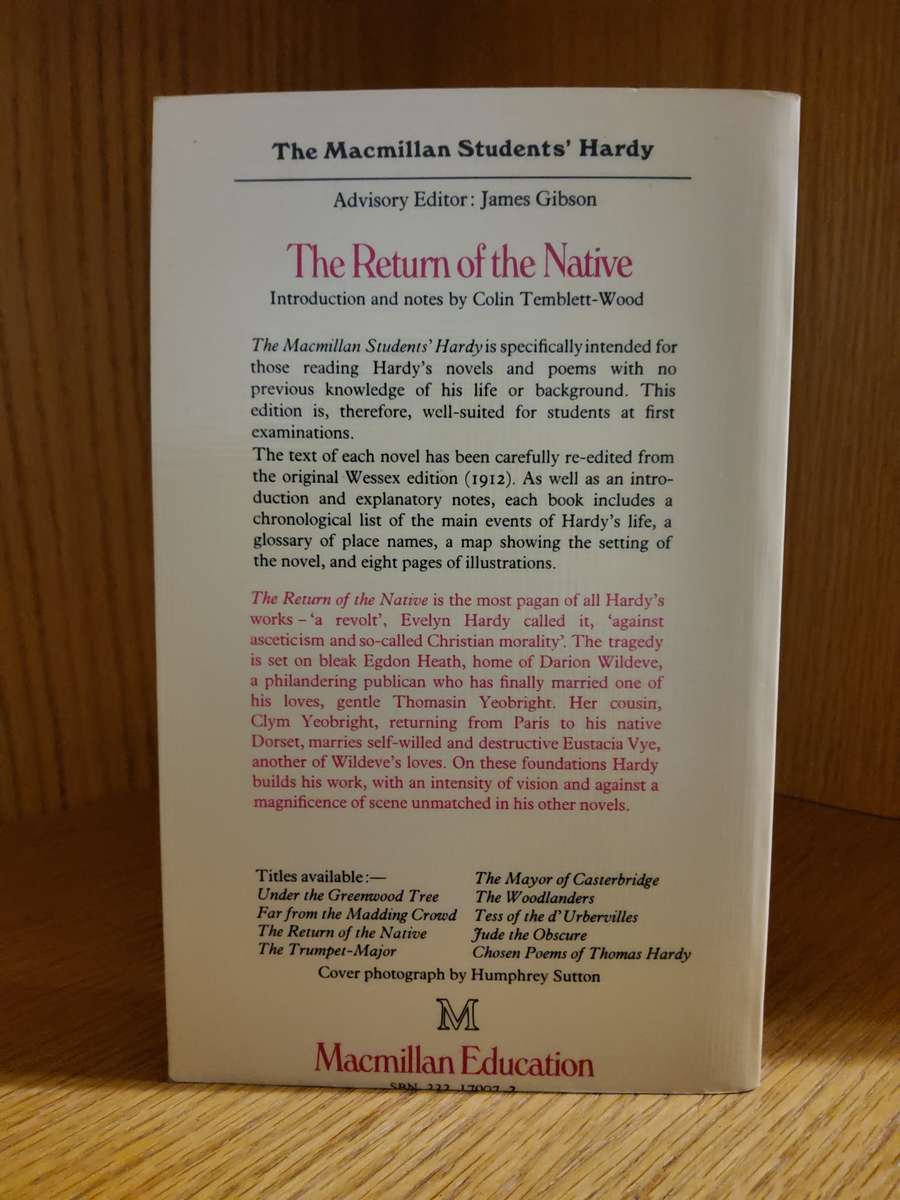 The Macmillan Students' Hardy
Advisory Editor: James Gibson
The Return of the Native
Introduction and notes by Colin Temblett-Wood
The Macmillan Students' Hardy is specifically intended for
those reading Hardy's novels and poems with no
previous knowledge of his life or background. This
edition is, therefore, well-suited for students at first
examinations.
The text of each novel has been carefully re-edited from
the original Wessex edition (1912). As well as an intro-
duction and explanatory notes, each book includes a
chronological list of the main events of Hardy's life, a
glossary of place names, a map showing the setting of
the novel, and eight pages of illustrations.
The Return of the Native is the most pagan of all Hardy's
works – 'a revolt', Evelyn Hardy called it, 'against
asceticism and so-called Christian morality'. The tragedy
is set on bleak Egdon Heath, home of Darion Wildeve,
a philandering publican who has finally married one of
his loves, gentle Thomasin Yeobright. Her cousin,
Clym Yeobright, returning from Paris to his native
Dorset, marries self-willed and destructive Eustacia Vye,
another of Wildeve's loves. On these foundations Hardy
builds his work, with an intensity of vision and against a
magnificence of scene unmatched in his other novels.
Titles available:—
Under the Greenwood Tree
Far from the Madding Crowd
The Return of the Native
The Trumpet-Major
The Mayor of Casterbridge
The Woodlanders
Tess of the d'Urbervilles
Jude the Obscure
Chosen Poems of Thomas Hardy
Cover photograph by Humphrey Sutton
M
Macmillan Education